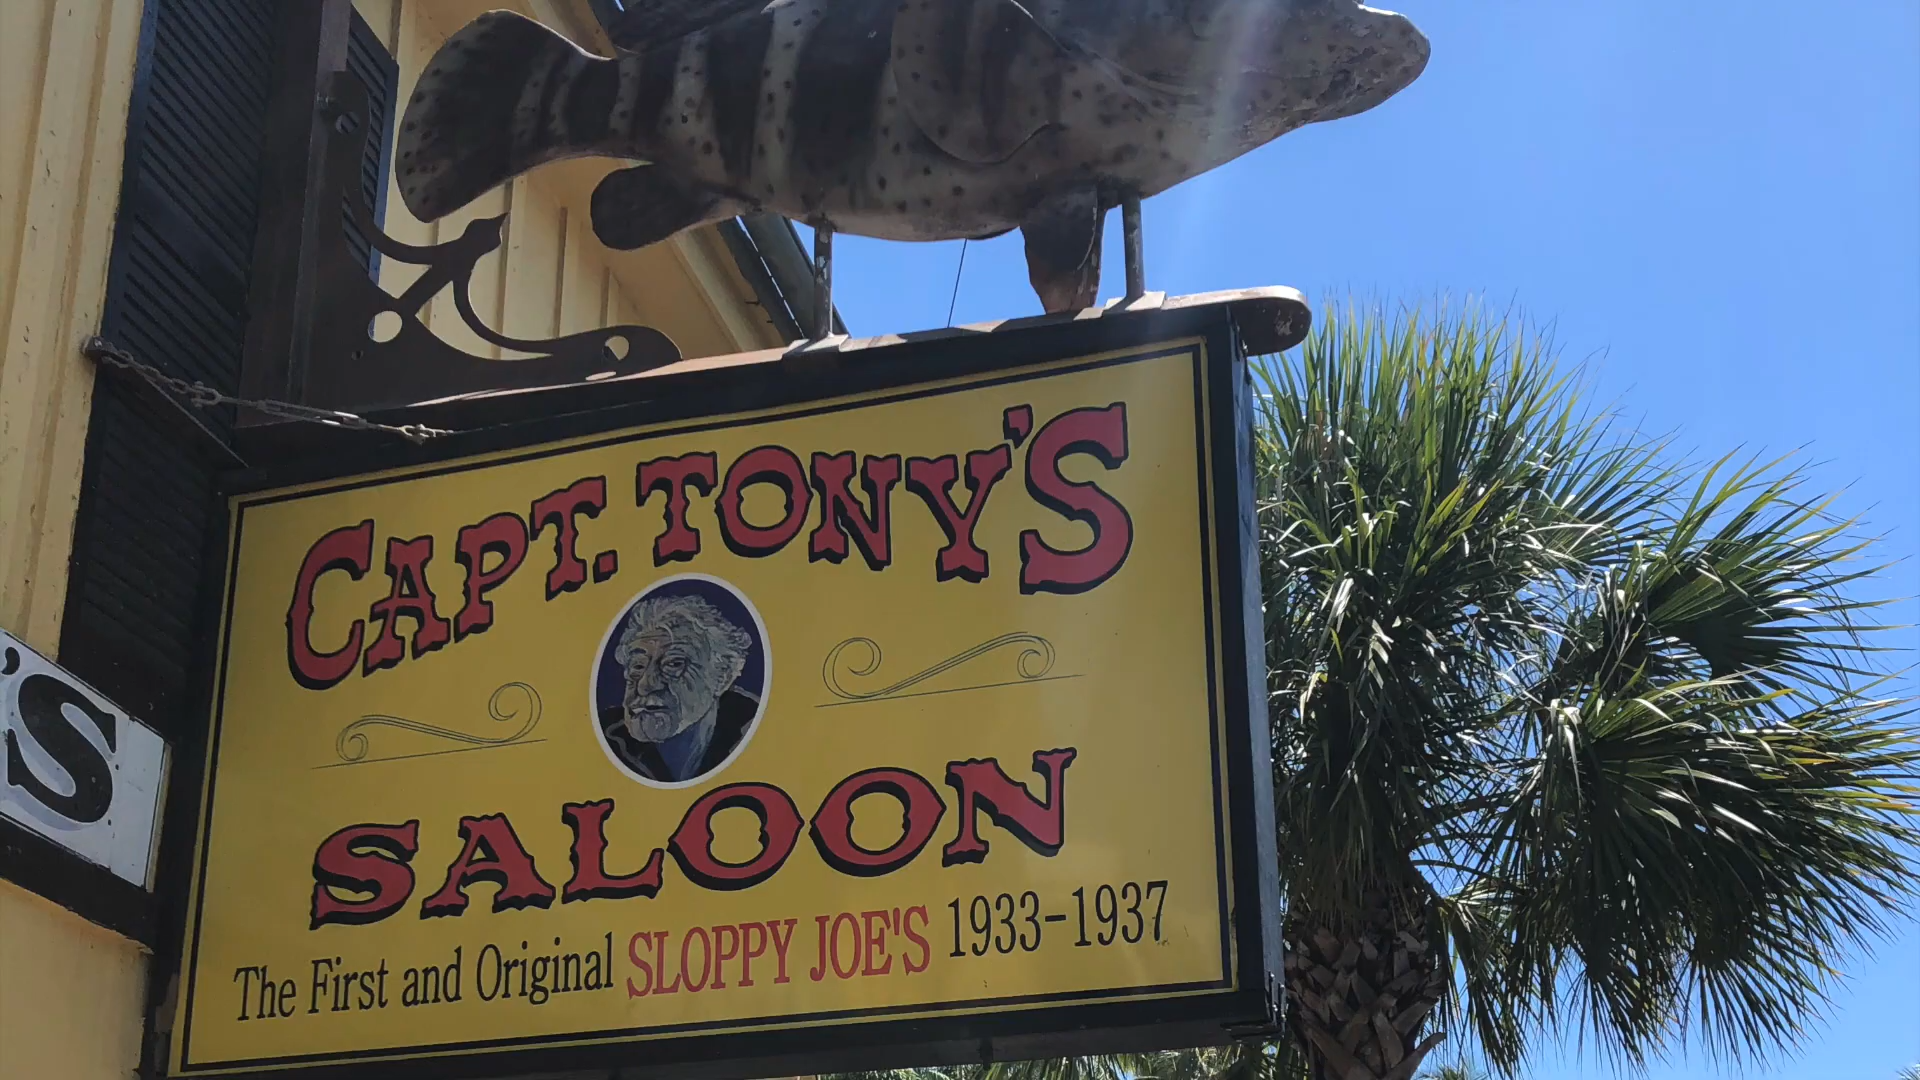 CAPT. TONY'S
SALOON
The First and Original SLOPPY JOE'S 1933-1937
'S